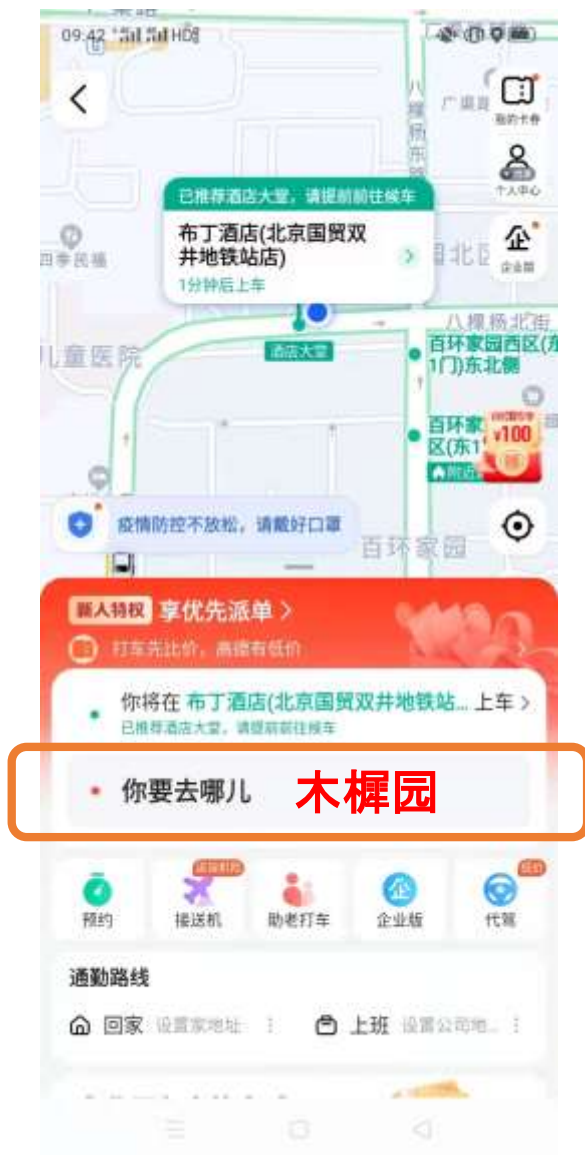 09:42
HD
我的卡券
个人中心
企业版
已推荐酒店大堂，请提前前往候车
布丁酒店(北京国贸双
井地铁站店)
1分钟后上车
四季民福
八棵杨东路
八棵杨北街
儿童医院
酒店大堂
百环家园西区(东
1门)东北侧
百环家
区(东1
¥100
疫情防控不放松，请戴好口罩
百环家园
新人特权 享优先派单 >
打车先比价，高德有低价
你将在 布丁酒店(北京国贸双井地铁站... 上车 >
已推荐酒店大堂，请提前前往候车
你要去哪儿 木樨园
预约
接送机
助老打车
企业版
代驾
通勤路线
回家 设置家地址
上班 设置公司地...